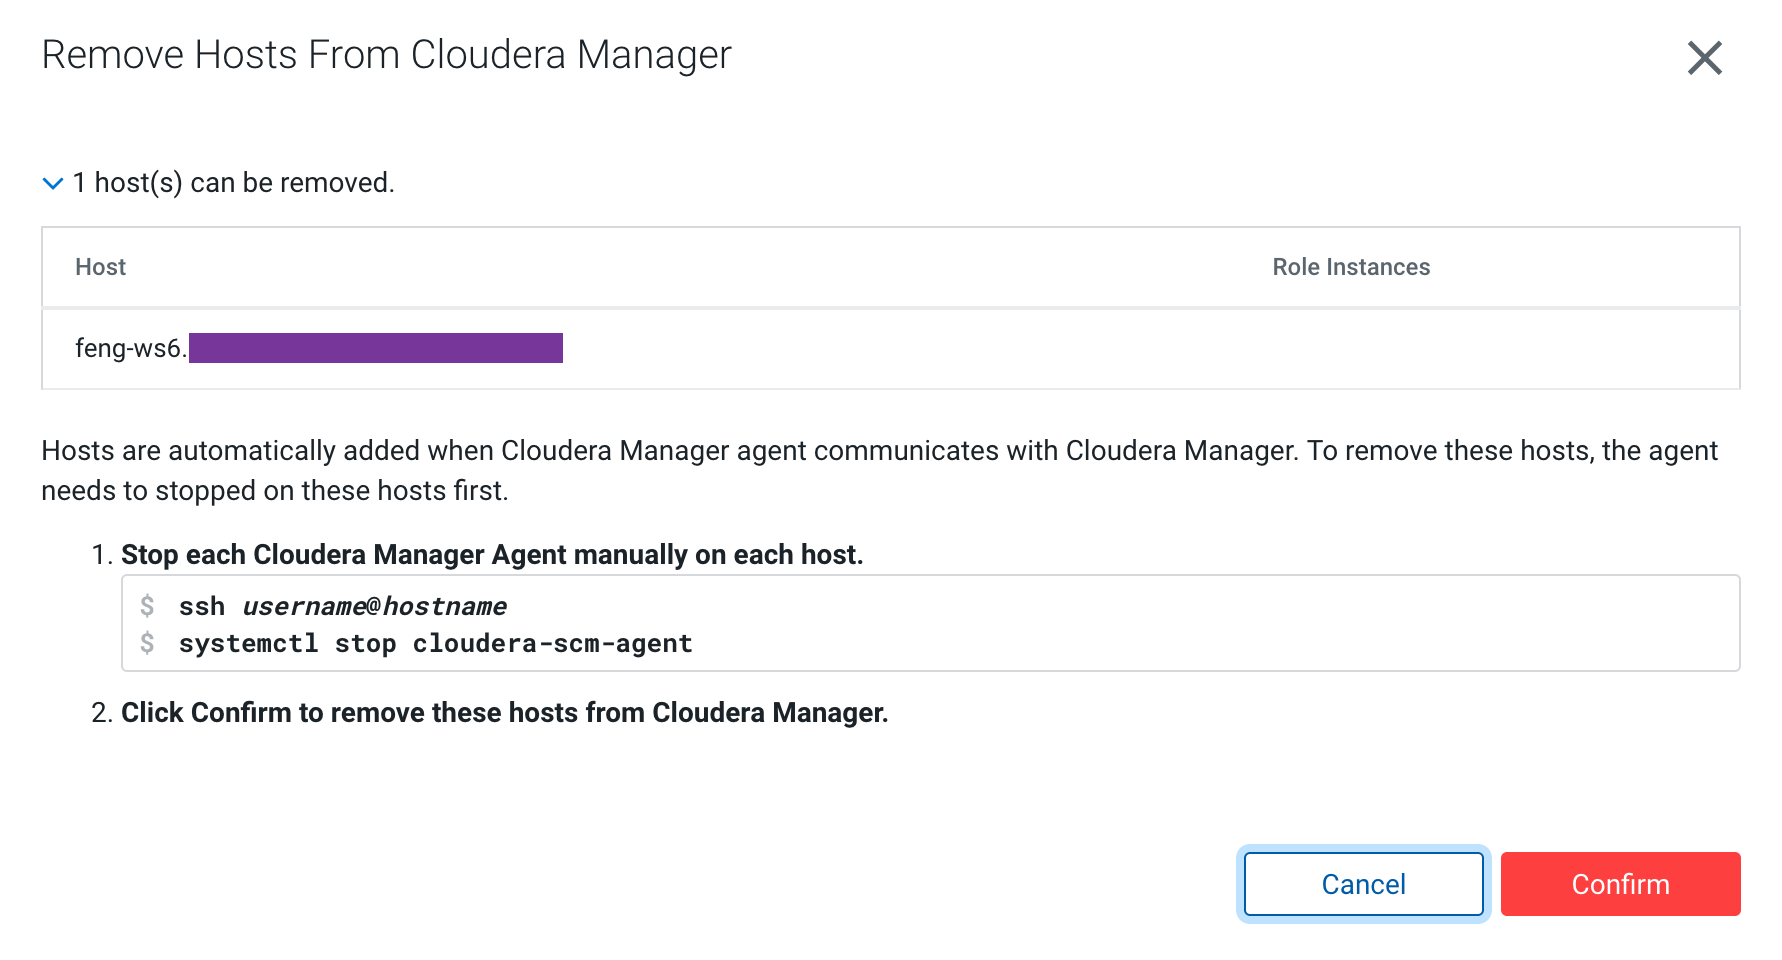 Remove Hosts From Cloudera Manager
1 host(s) can be removed.
Host Role Instances
feng-ws6.
Hosts are automatically added when Cloudera Manager agent communicates with Cloudera Manager. To remove these hosts, the agent
needs to stopped on these hosts first.
1. Stop each Cloudera Manager Agent manually on each host.
$ ssh username@hostname
$ systemctl stop cloudera-scm-agent
2. Click Confirm to remove these hosts from Cloudera Manager.
Cancel Confirm